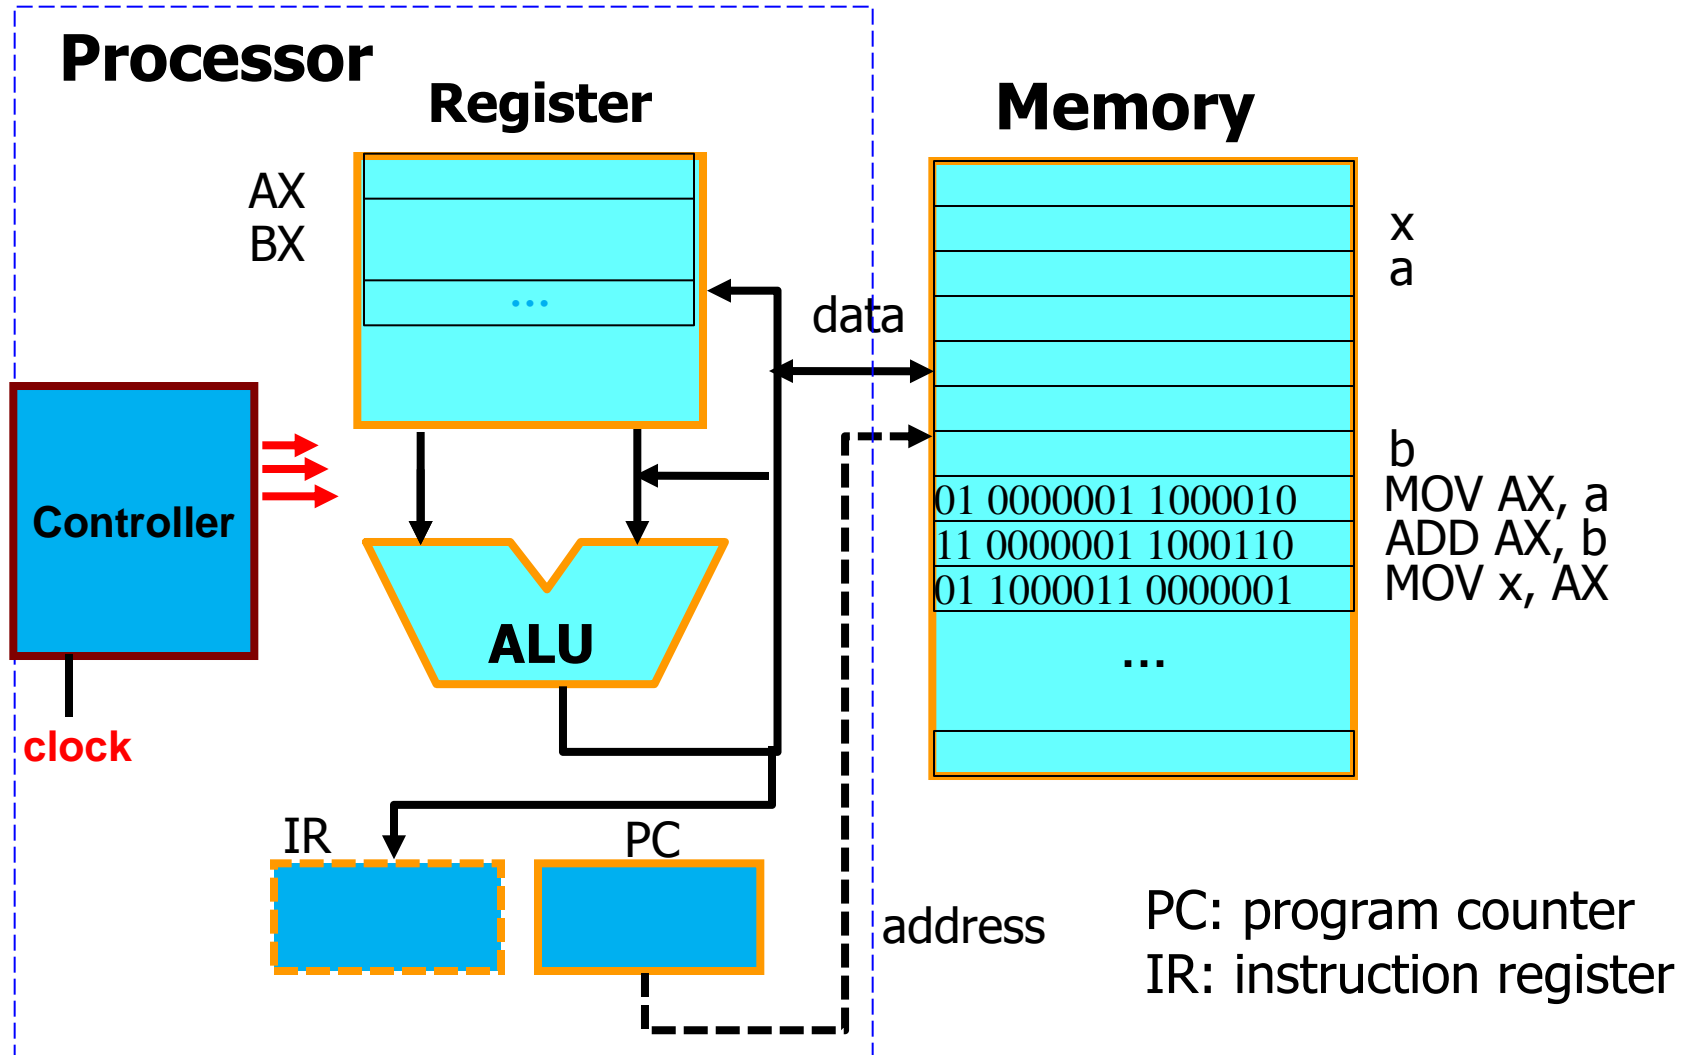 Processor
Register
Memory
AX
BX
...
x
a
data
b
01 0000001 1000010
MOV AX, a
11 0000001 1000110
ADD AX, b
01 1000011 0000001
MOV x, AX
...
Controller
ALU
clock
IR
PC
address
PC: program counter
IR: instruction register